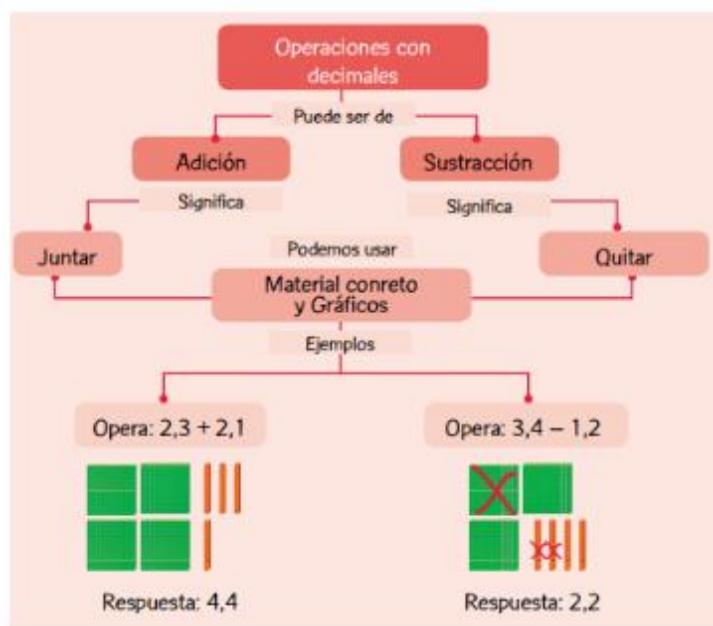 Operaciones con
decimales
Puede ser de
Adición
Sustracción
Significa
Significa
Juntar
Podemos usar
Quitar
Material conreto
y Gráficos
Ejemplos
Opera: 2,3 + 2,1
Opera: 3,4 – 1,2
Respuesta: 4,4
Respuesta: 2,2